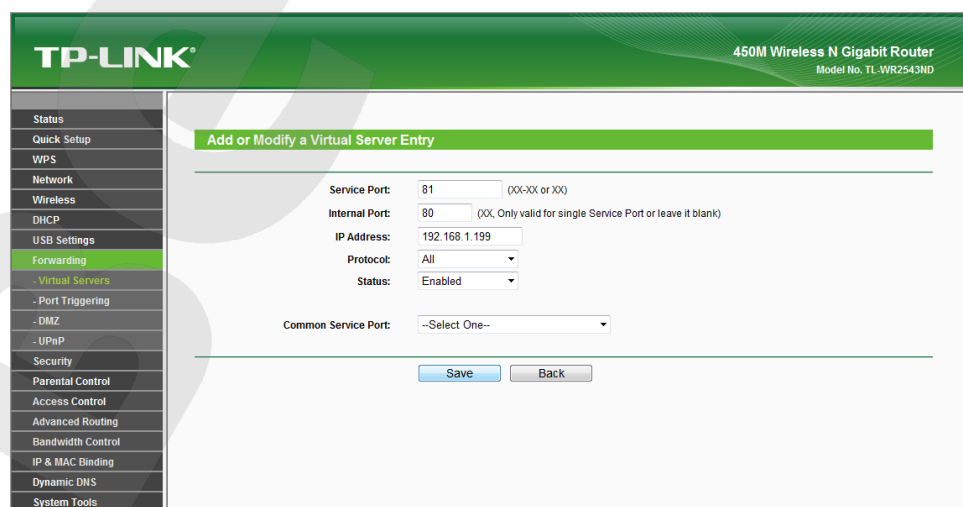 TP-LINK®
450M Wireless N Gigabit Router
Model No. TL-WR2543ND
Status
Quick Setup
WPS
Network
Wireless
DHCP
USB Settings
Forwarding
- Virtual Servers
- Port Triggering
- DMZ
- UPnP
Security
Parental Control
Access Control
Advanced Routing
Bandwidth Control
IP & MAC Binding
Dynamic DNS
System Tools
Add or Modify a Virtual Server Entry
Service Port: 81 (XX-XX or XX)
Internal Port: 80 (XX, Only valid for single Service Port or leave it blank)
IP Address: 192.168.1.199
Protocol: All
Status: Enabled
Common Service Port: --Select One--
Save Back